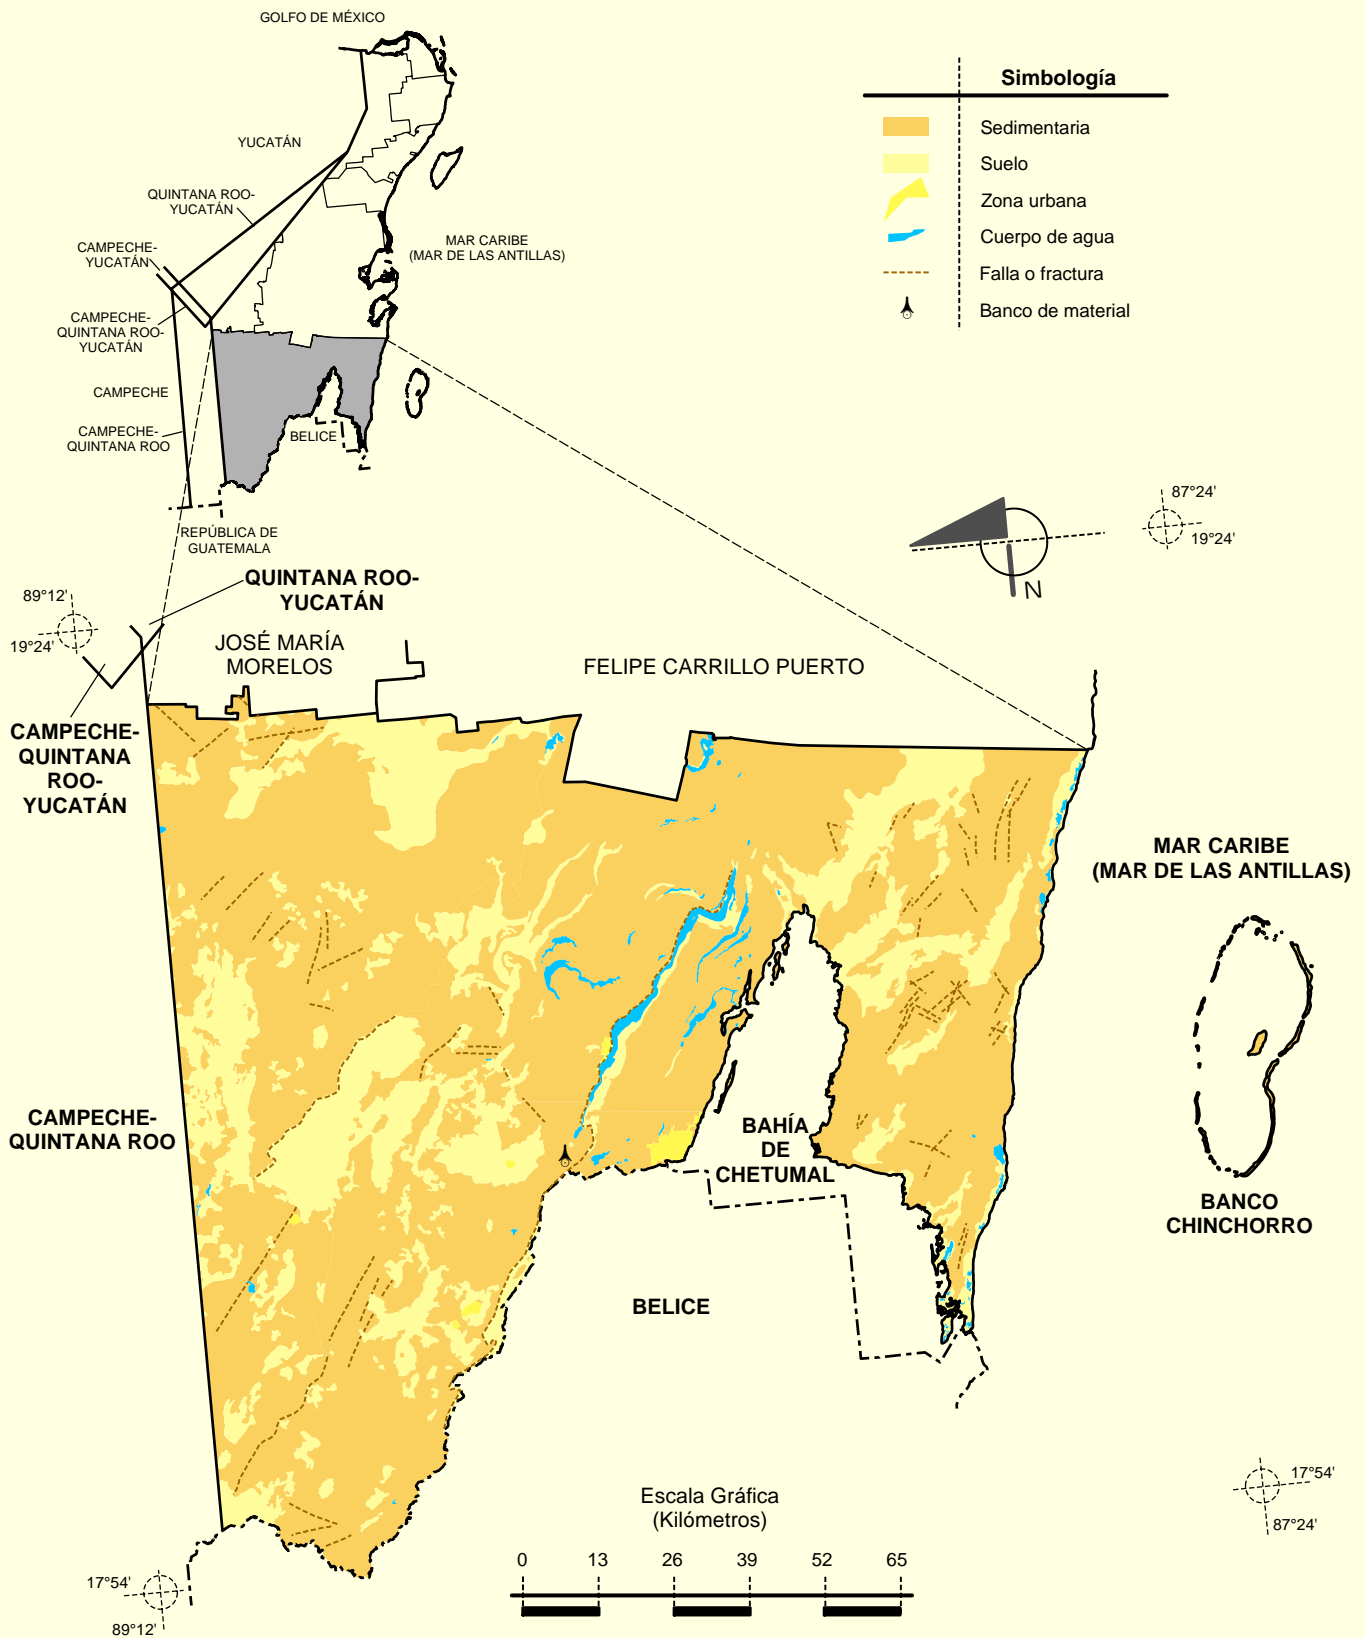 GOLFO DE MÉXICO
YUCATÁN
QUINTANA ROO-
YUCATÁN
CAMPECHE-
YUCATÁN
CAMPECHE-
QUINTANA ROO-
YUCATÁN
CAMPECHE
CAMPECHE-
QUINTANA ROO
MAR CARIBE
(MAR DE LAS ANTILLAS)
BELICE
REPÚBLICA DE
GUATEMALA
Simbología
Sedimentaria
Suelo
Zona urbana
Cuerpo de agua
Falla o fractura
Banco de material
N
87°24'
19°24'
89°12'
19°24'
QUINTANA ROO-
YUCATÁN
JOSÉ MARÍA
MORELOS
FELIPE CARRILLO PUERTO
CAMPECHE-
QUINTANA
ROO-
YUCATÁN
MAR CARIBE
(MAR DE LAS ANTILLAS)
CAMPECHE-
QUINTANA ROO
BAHÍA
DE
CHETUMAL
BANCO
CHINCHORRO
BELICE
Escala Gráfica
(Kilómetros)
0 13 26 39 52 65
17°54'
87°24'
17°54'
89°12'